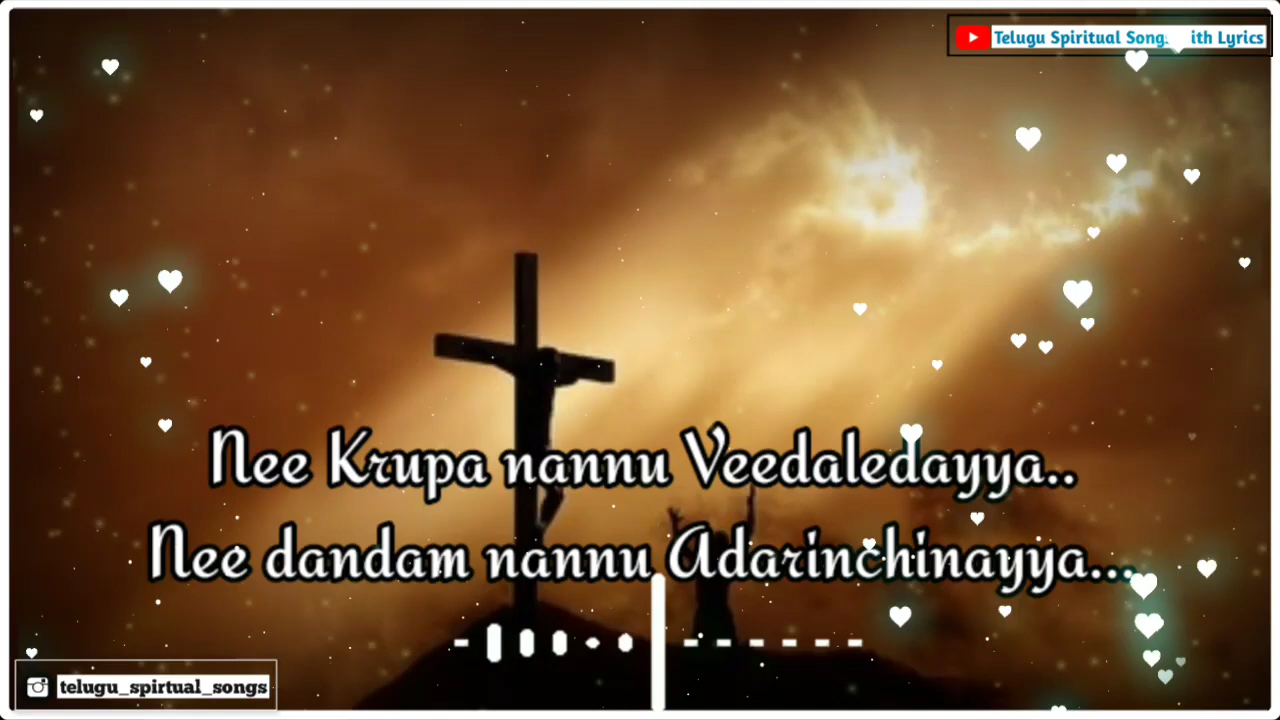 Telugu Spiritual Song ith Lyrics
Nee Krupa nannu Veedaledayya..
Nee dandam nannu Adarinchinayya...
telugu_spirtual_songs